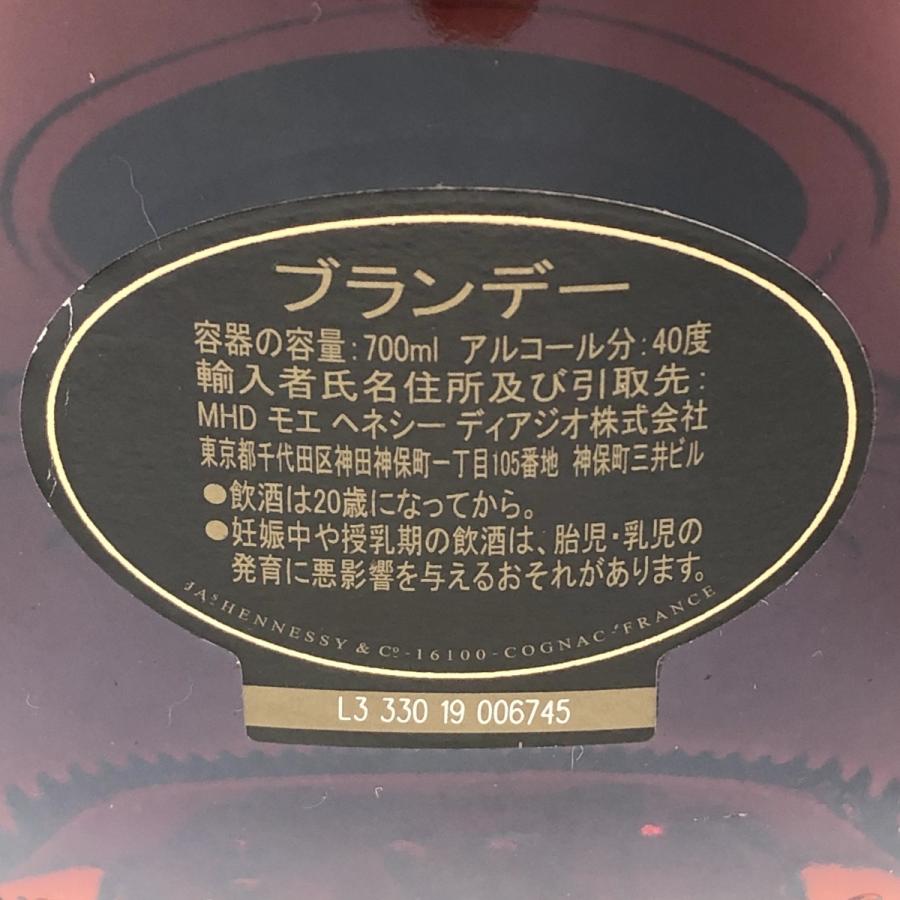 ブランデー
容器の容量:700ml アルコール分:40度
輸入者氏名住所及び引取先:
MHD モエ ヘネシー ディアジオ株式会社
東京都千代田区神田神保町一丁目105番地 神保町三井ビル
●飲酒は20歳になってから。
●妊娠中や授乳期の飲酒は、胎児・乳児の
発育に悪影響を与えるおそれがあります。
JAS HENNESSY & Cº - 16100 - COGNAC - FRANCE
L3 330 19 006745